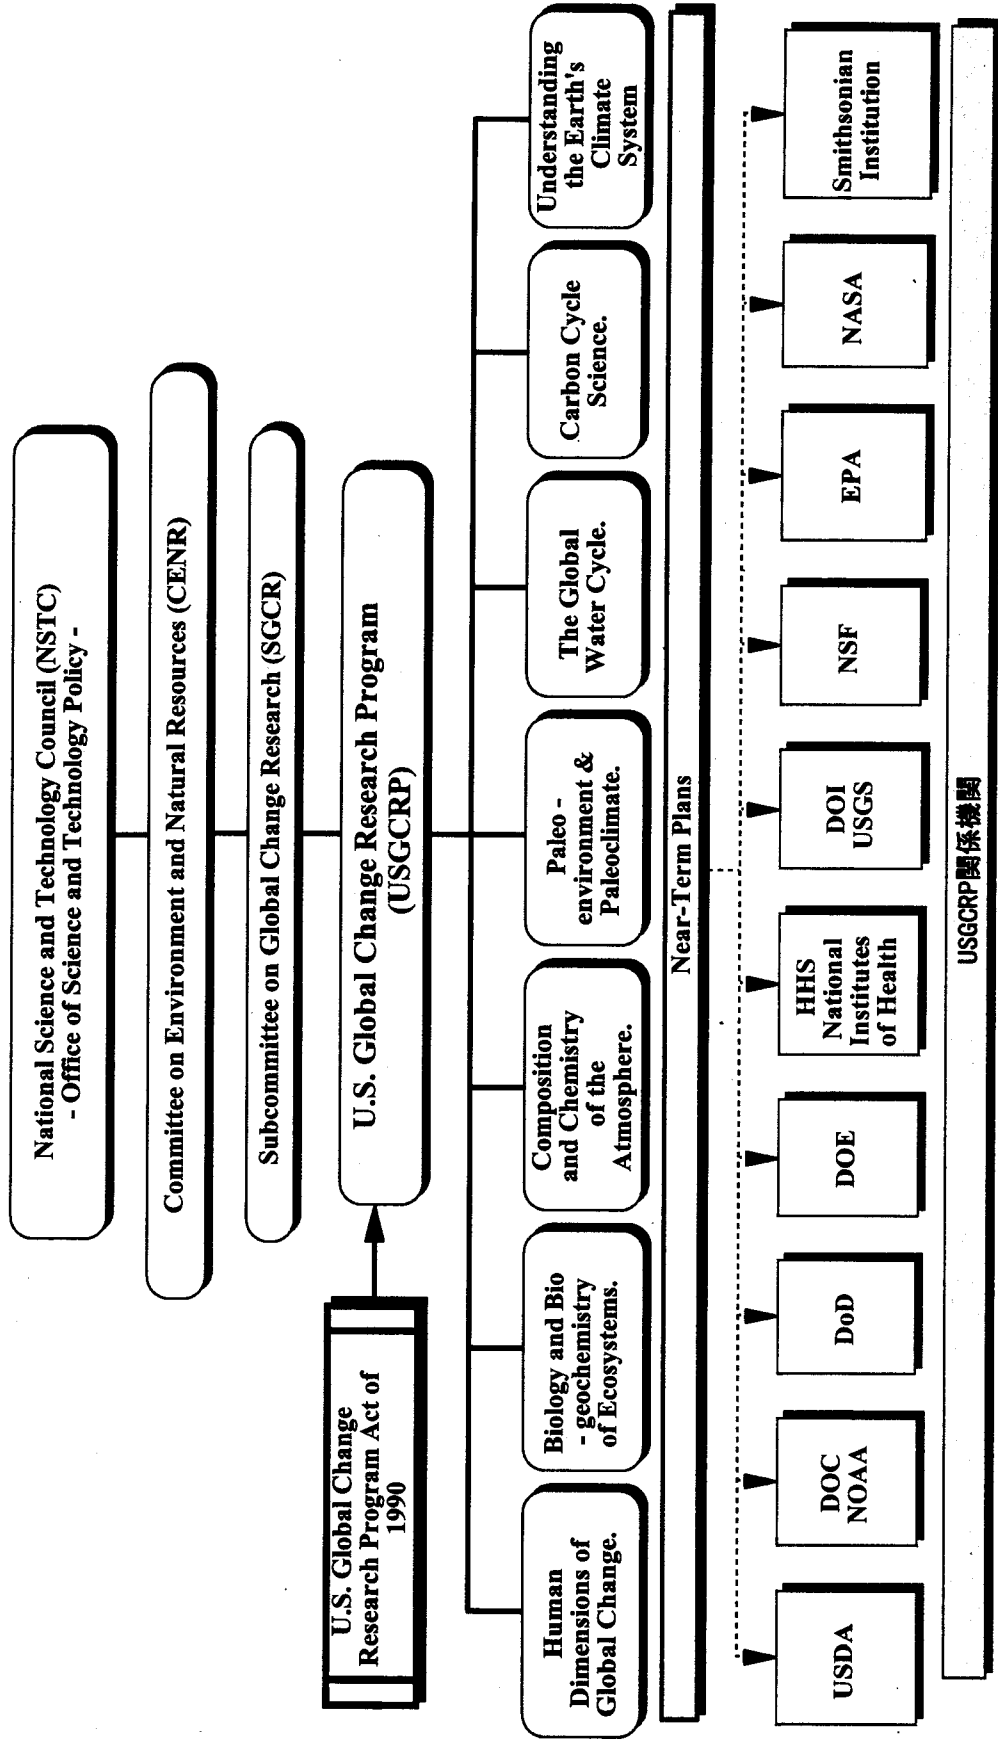 National Science and Technology Council (NSTC)
- Office of Science and Technology Policy -
Committee on Environment and Natural Resources (CENR)
Subcommittee on Global Change Research (SGCR)
U.S. Global Change
Research Program Act of
1990
U.S. Global Change Research Program
(USGCRP)
Human
Dimensions of
Global Change.
Biology and Bio
- geochemistry
of Ecosystems.
Composition
and Chemistry
of the
Atmosphere.
Paleo -
environment &
Paleoclimate.
The Global
Water Cycle.
Carbon Cycle
Science.
Understanding
the Earth's
Climate
System
Near-Term Plans
USDA
DOC
NOAA
DoD
DOE
HHS
National
Institutes
of Health
DOI
USGS
NSF
EPA
NASA
Smithsonian
Institution
USGCRP関係機関